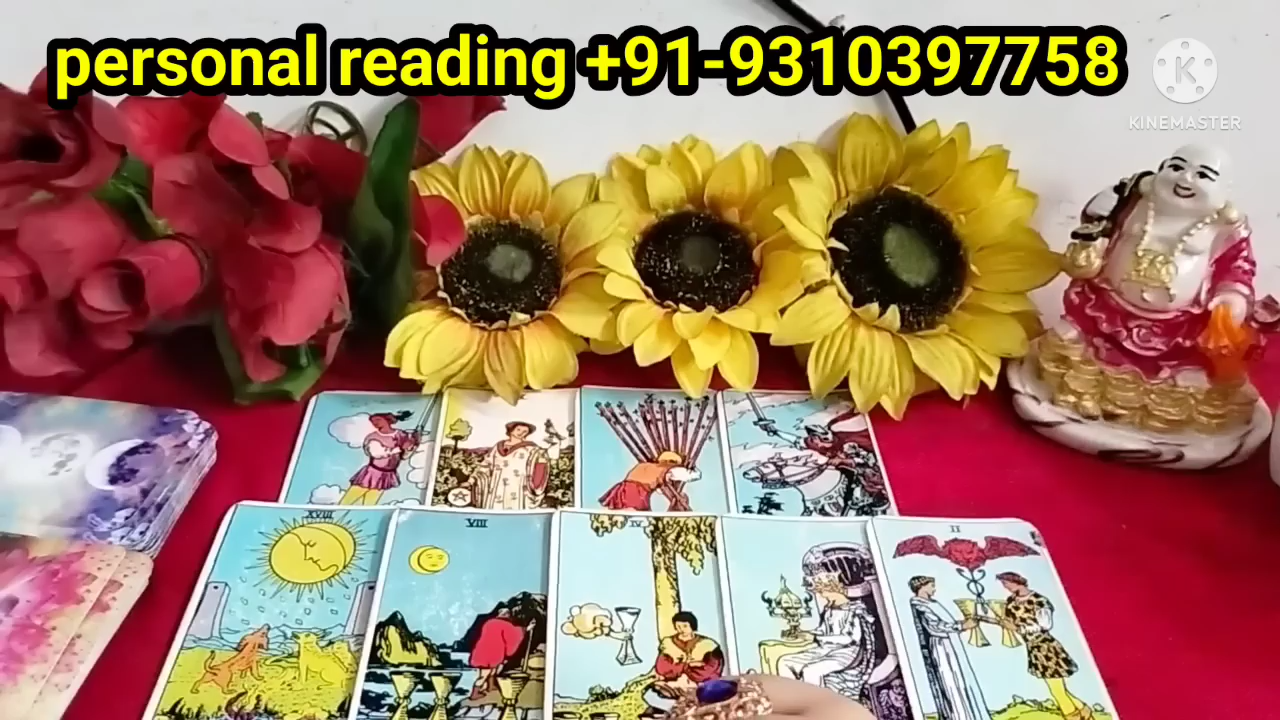 personal reading +91-9310397758
K
KINEMASTER
XVIII
VIII
IV
II